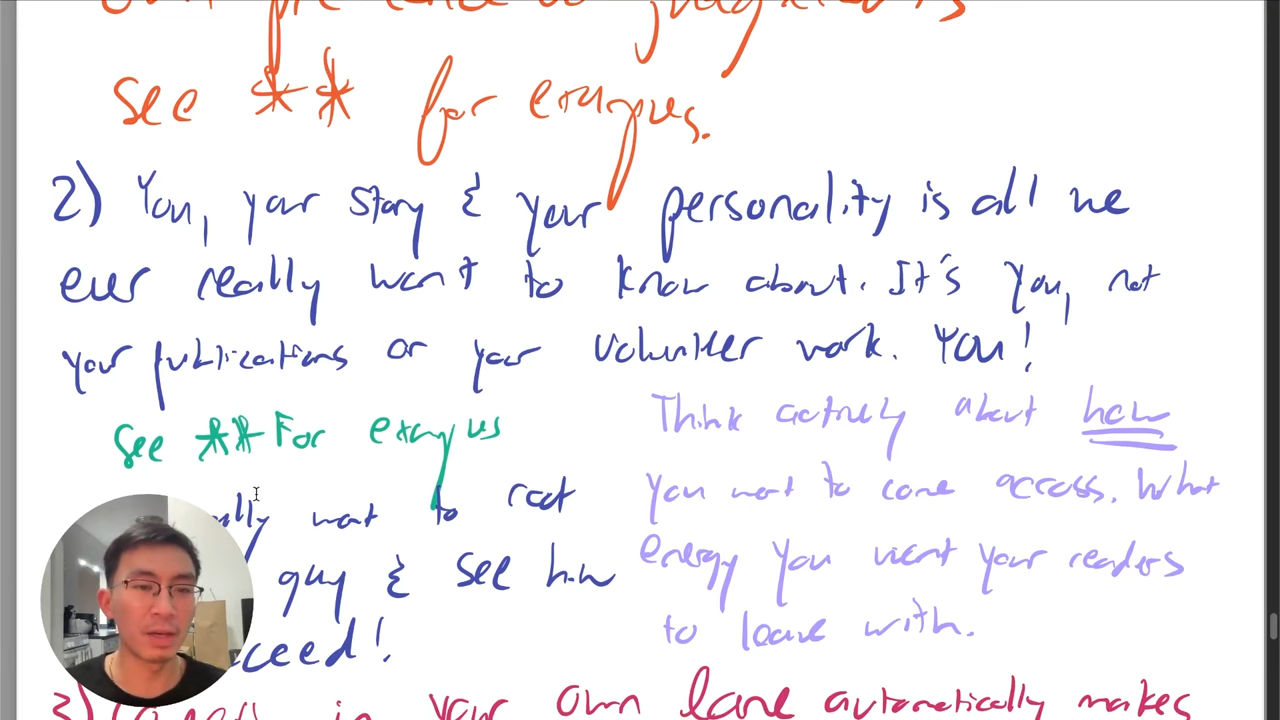 See ** for examples.
2) You, your story & your personality is all we
ever really want to know about. It's you, not
your publications or your volunteer work. YOU!
See ** For examples
Think actively about how
you want to come across. What
energy you want your readers
to leave with.
want to root
guy & see him
ceed!
3) in your own lane automatically makes